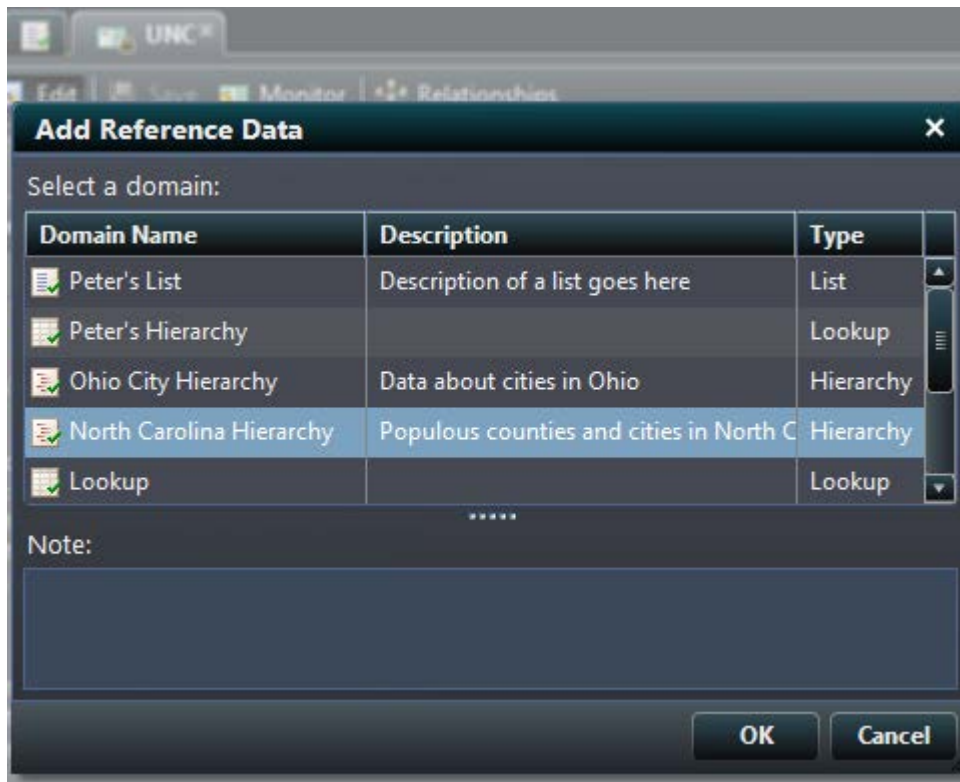 UNC
Edit Save Monitor Relationships
Add Reference Data
Select a domain:
Domain Name Description Type
Peter's List Description of a list goes here List
Peter's Hierarchy Lookup
Ohio City Hierarchy Data about cities in Ohio Hierarchy
North Carolina Hierarchy Populous counties and cities in North C Hierarchy
Lookup Lookup
Note:
OK Cancel